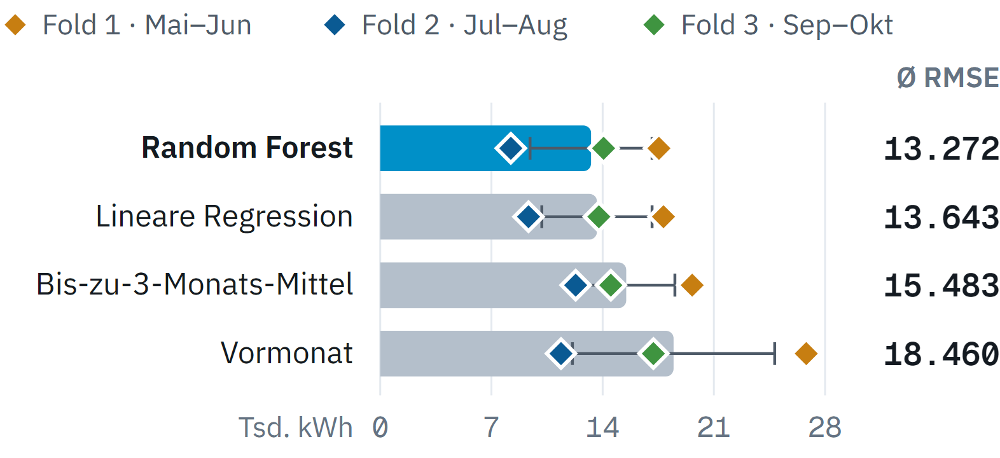 Fold 1 · Mai–Jun Fold 2 · Jul–Aug Fold 3 · Sep–Okt
Ø RMSE
Random Forest 13.272
Lineare Regression 13.643
Bis-zu-3-Monats-Mittel 15.483
Vormonat 18.460
Tsd. kWh 0 7 14 21 28